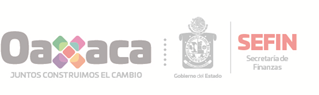 Oaxaca
JUNTOS CONSTRUIMOS EL CAMBIO
Gobierno del Estado
SEFIN
Secretaría de
Finanzas